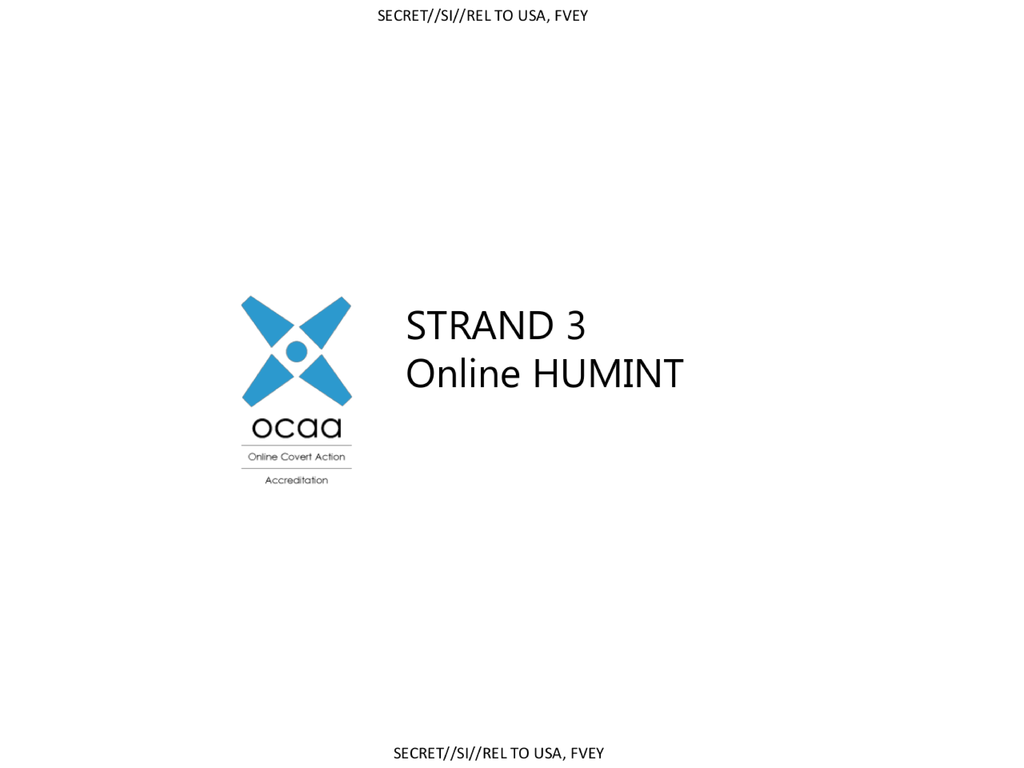 SECRET//SI//REL TO USA, FVEY
STRAND 3
Online HUMINT
ocaa
Online Covert Action
Accreditation
SECRET//SI//REL TO USA, FVEY